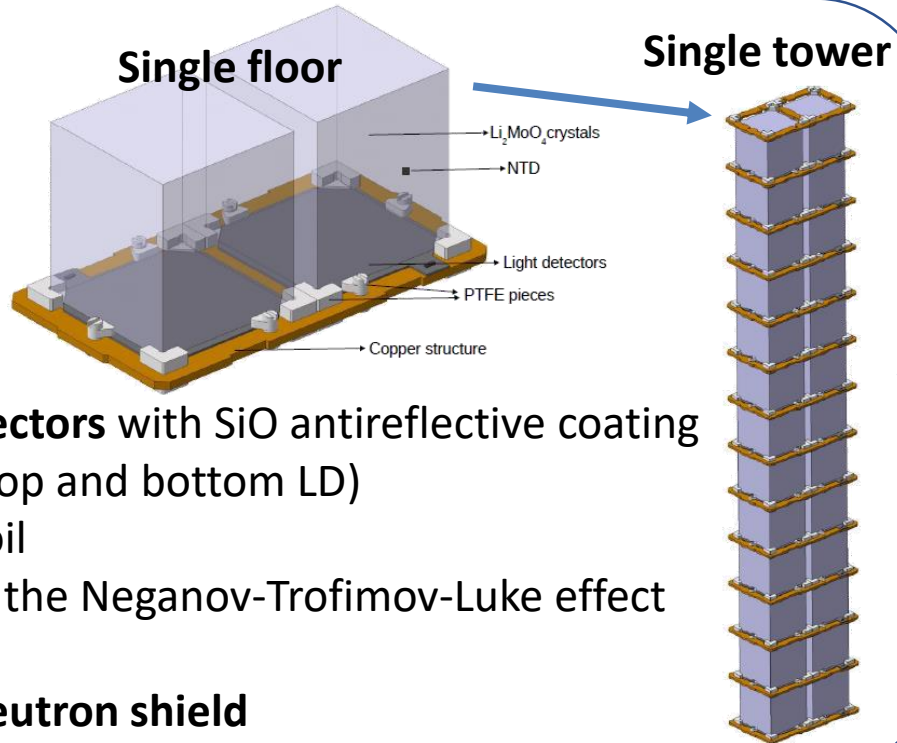 Single floor
Single tower
Li₂MoO₄ crystals
NTD
Light detectors
PTFE pieces
Copper structure
ectors with SiO antireflective coating
op and bottom LD)
oil
the Neganov-Trofimov-Luke effect
eutron shield